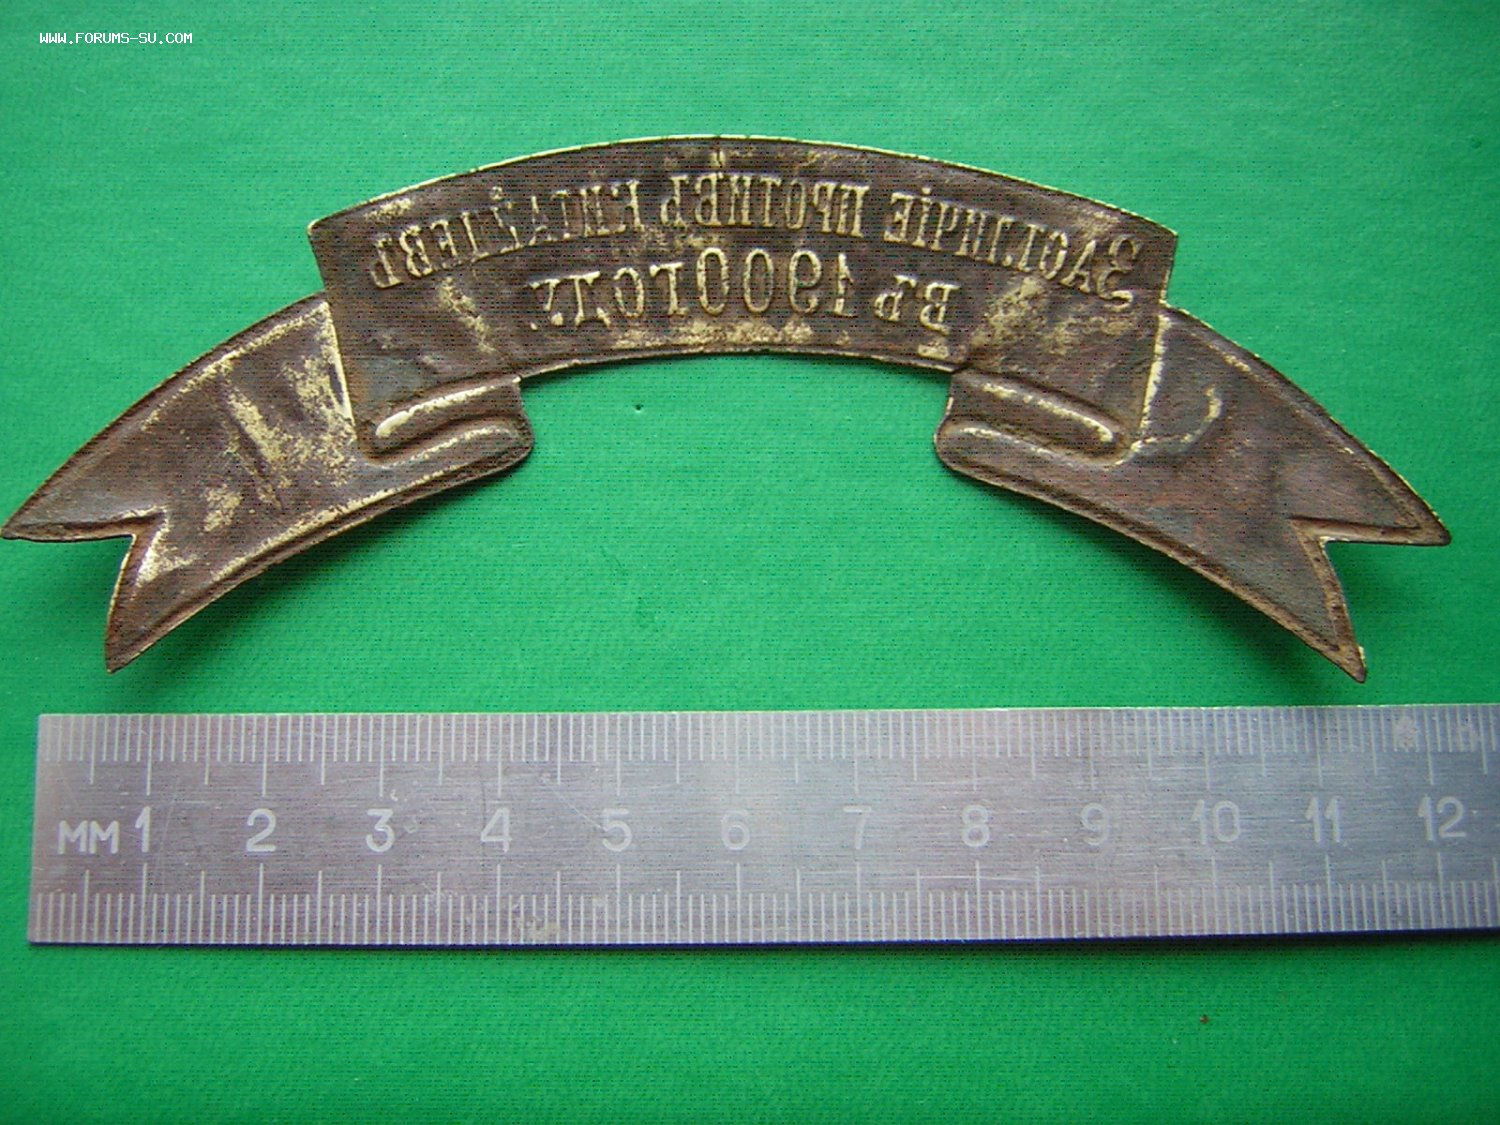 WWW.FORUMS-SU.COM
ЗА ОТЛИЧІЕ ПРОТИВЪ КИТАЙЦЕВЪ
ВЪ 1900 ГОДУ
ММ 1 2 3 4 5 6 7 8 9 10 11 12